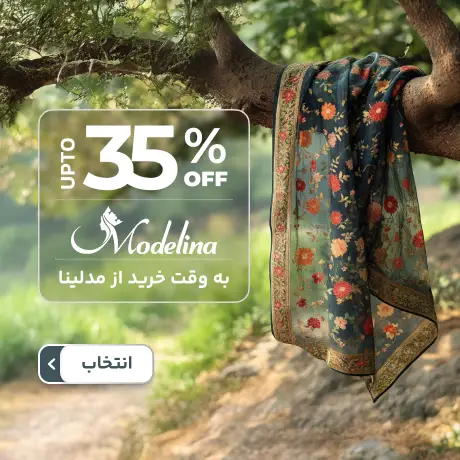 UPTO 35% OFF
Modelina
به وقت خرید از مدلینا
انتخاب